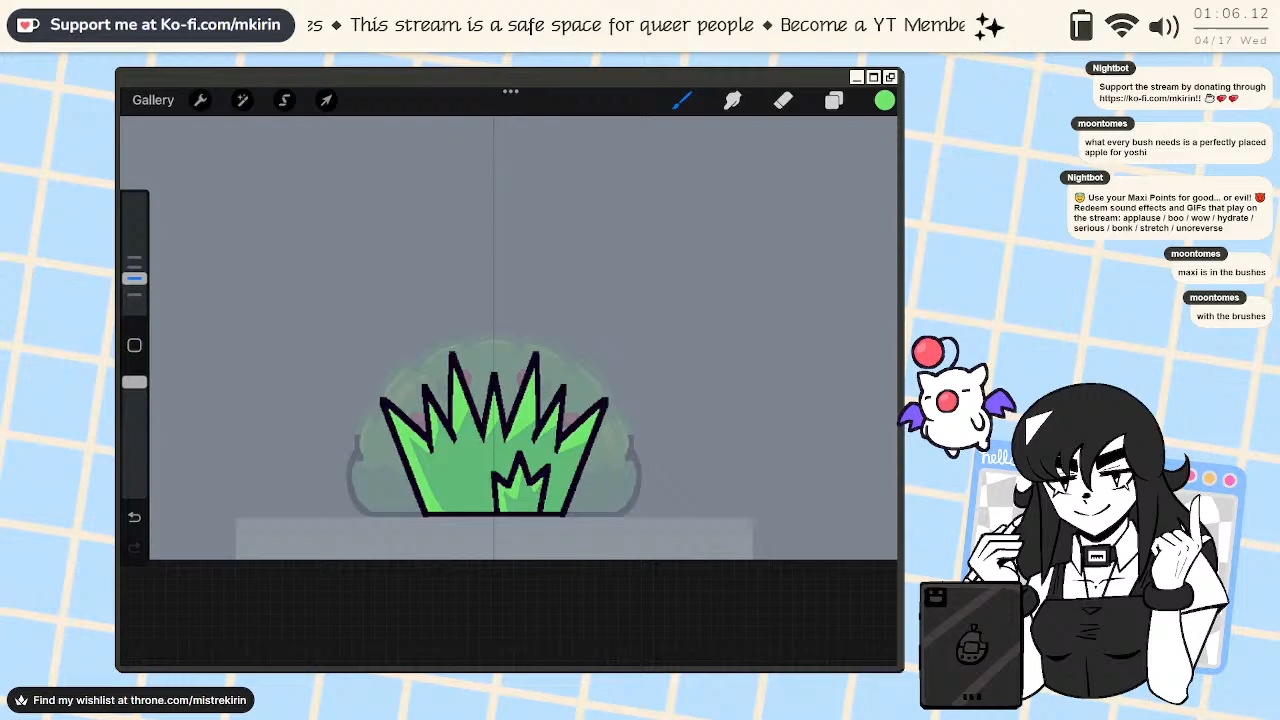 Support me at Ko-fi.com/mkirin
◆ This stream is a safe space for queer people ◆ Become a YT Membe
01:06.12
04/17 Wed
Gallery
Nightbot
Support the stream by donating through
https://ko-fi.com/mkirin!!
moontomes
what every bush needs is a perfectly placed
apple for yoshi
Nightbot
Use your Maxi Points for good... or evil!
Redeem sound effects and GIFs that play on
the stream: applause / boo / wow / hydrate /
serious / bonk / stretch / unoreverse
moontomes
maxi is in the bushes
moontomes
with the brushes
hello
Find my wishlist at throne.com/mistrekirin